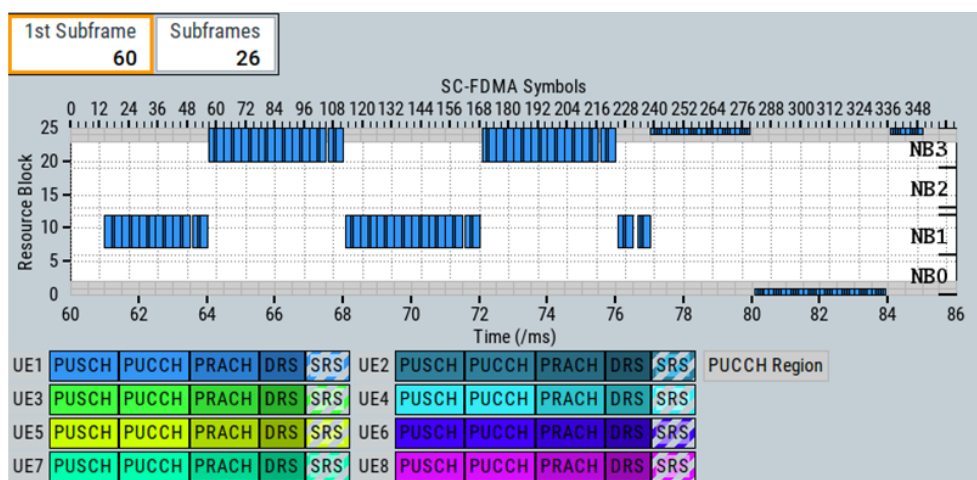 1st Subframe Subframes
60 26
SC-FDMA Symbols
0 12 24 36 48 60 72 84 96 108 120 132 144 156 168 180 192 204 216 228 240 252 264 276 288 300 312 324 336 348
25
NB3
20
NB2
15
10
NB1
5
NB0
0
Resource Block
60 62 64 66 68 70 72 74 76 78 80 82 84 86
Time (/ms)
UE1 PUSCH PUCCH PRACH DRS SRS UE2 PUSCH PUCCH PRACH DRS SRS PUCCH Region
UE3 PUSCH PUCCH PRACH DRS SRS UE4 PUSCH PUCCH PRACH DRS SRS
UE5 PUSCH PUCCH PRACH DRS SRS UE6 PUSCH PUCCH PRACH DRS SRS
UE7 PUSCH PUCCH PRACH DRS SRS UE8 PUSCH PUCCH PRACH DRS SRS